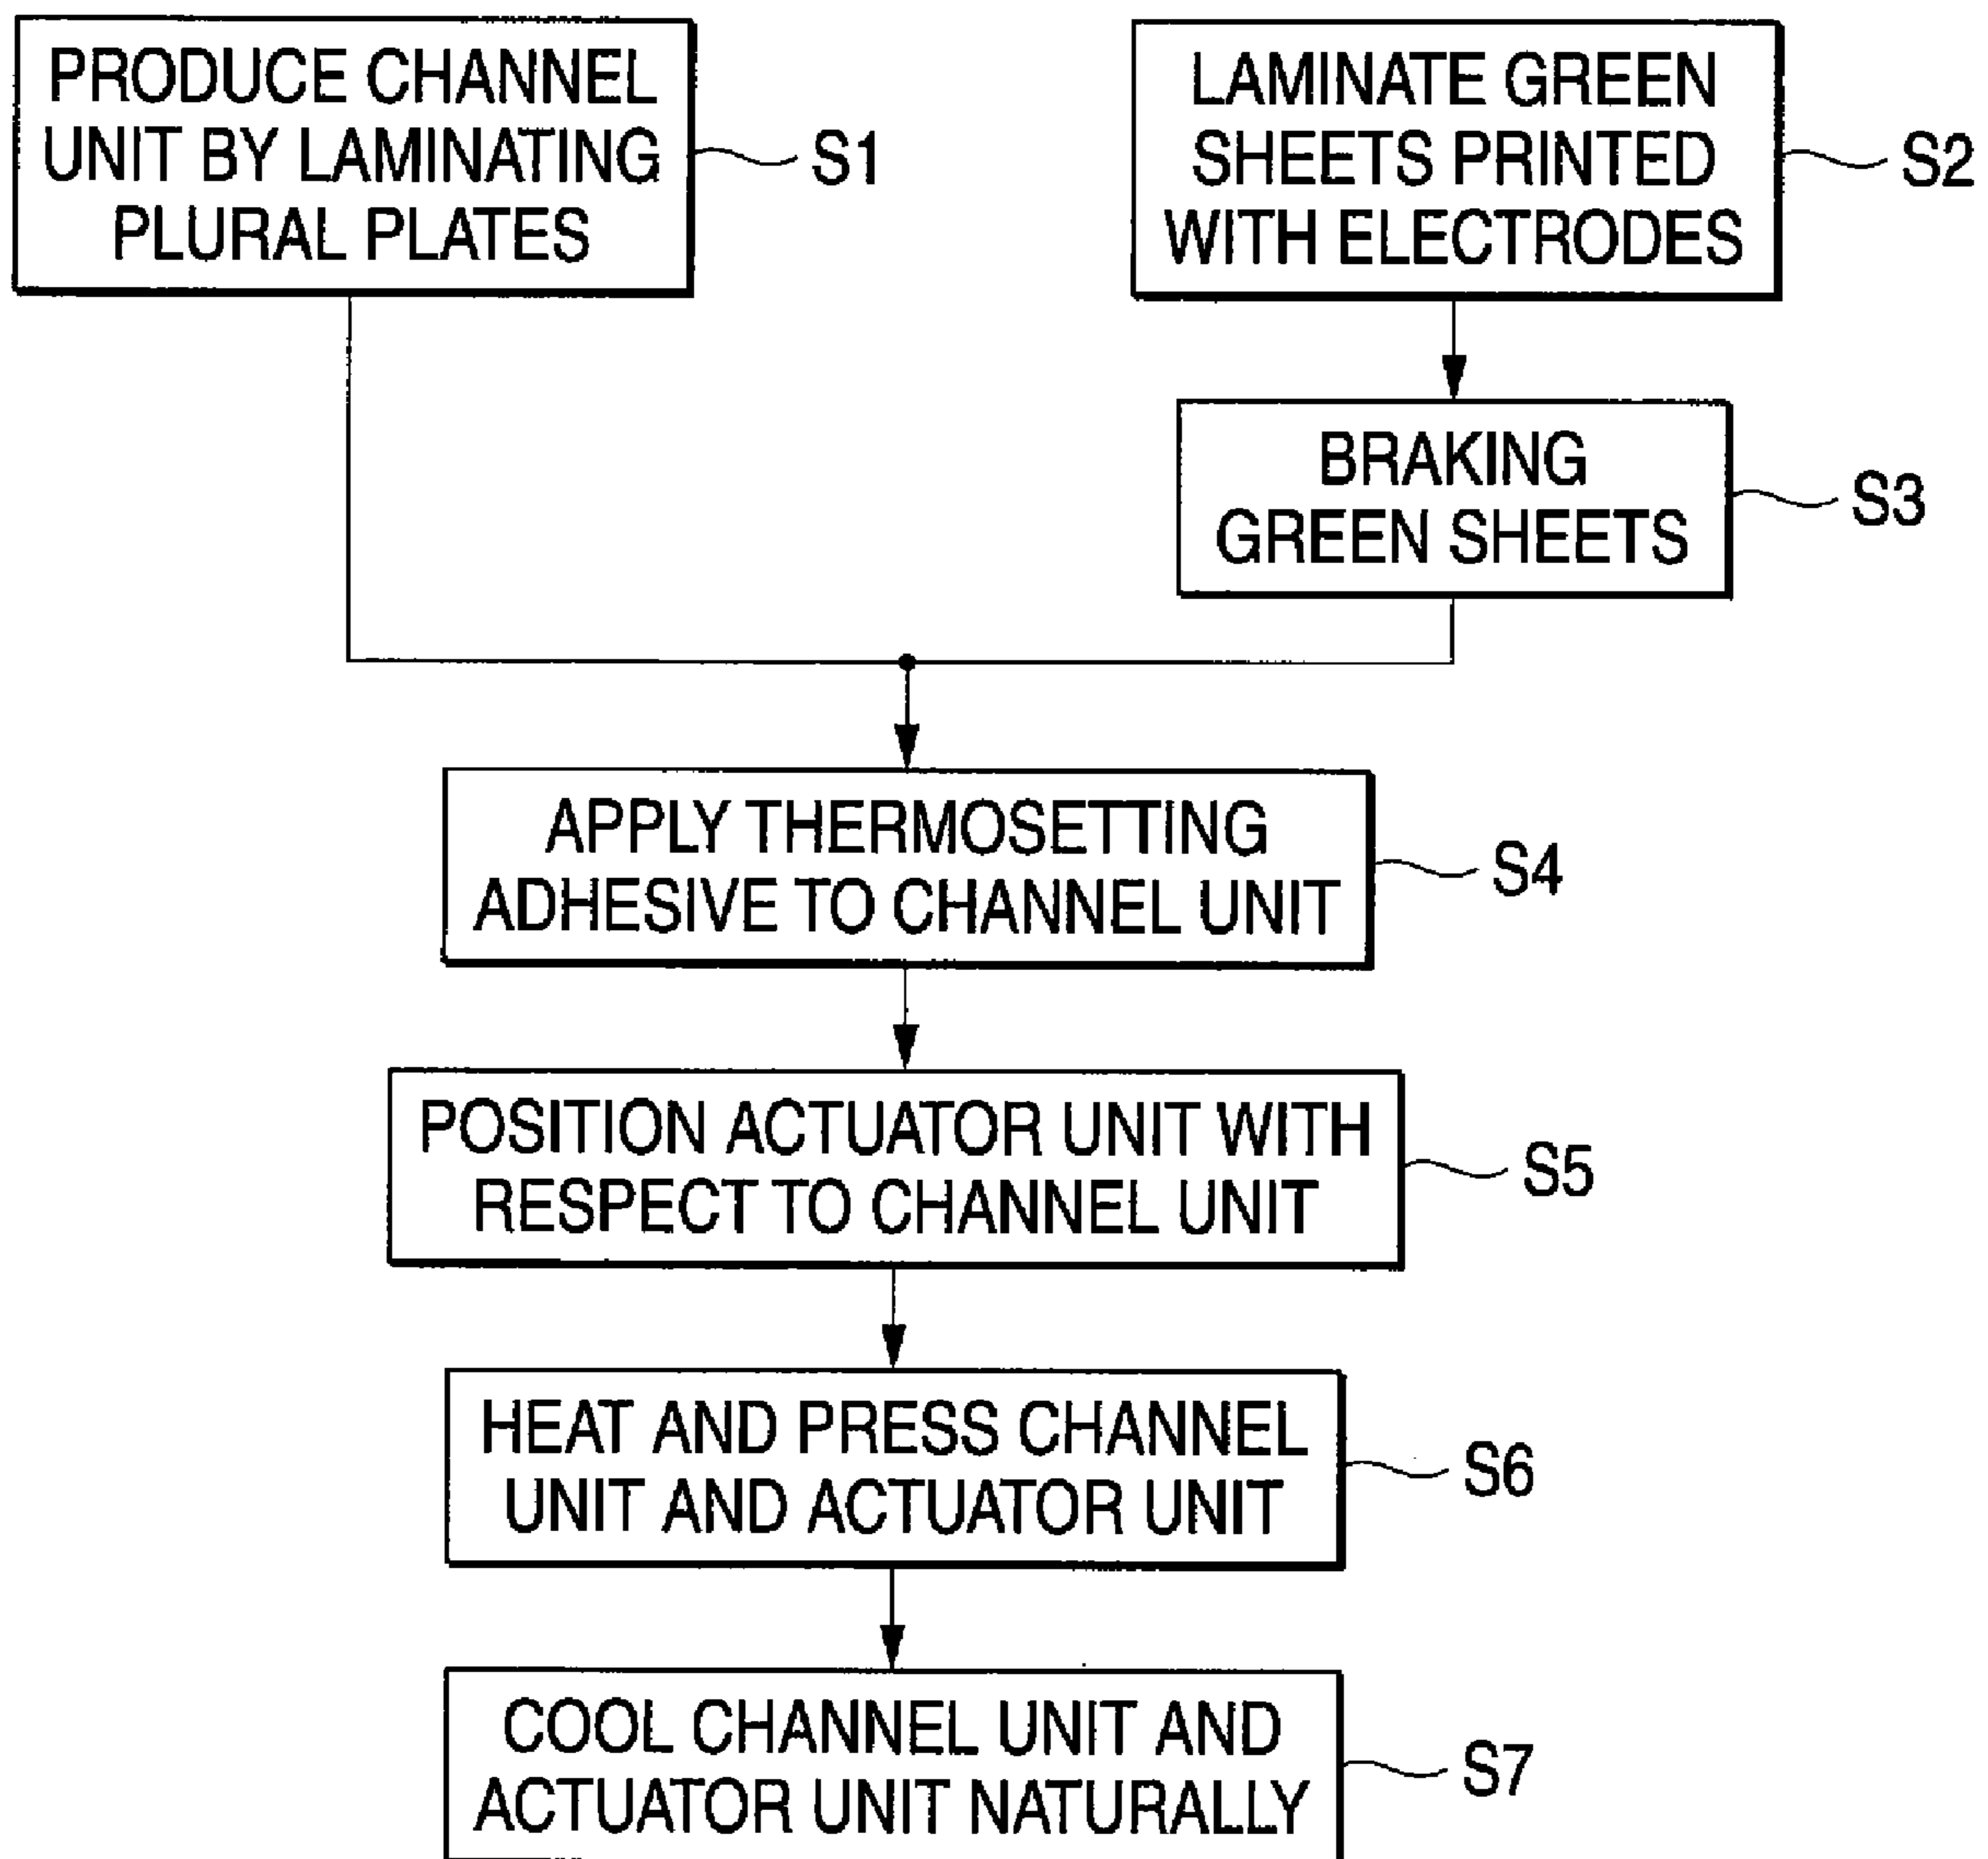 PRODUCE CHANNEL
UNIT BY LAMINATING
PLURAL PLATES
S1
LAMINATE GREEN
SHEETS PRINTED
WITH ELECTRODES
S2
BRAKING
GREEN SHEETS
S3
APPLY THERMOSETTING
ADHESIVE TO CHANNEL UNIT
S4
POSITION ACTUATOR UNIT WITH
RESPECT TO CHANNEL UNIT
S5
HEAT AND PRESS CHANNEL
UNIT AND ACTUATOR UNIT
S6
COOL CHANNEL UNIT AND
ACTUATOR UNIT NATURALLY
S7